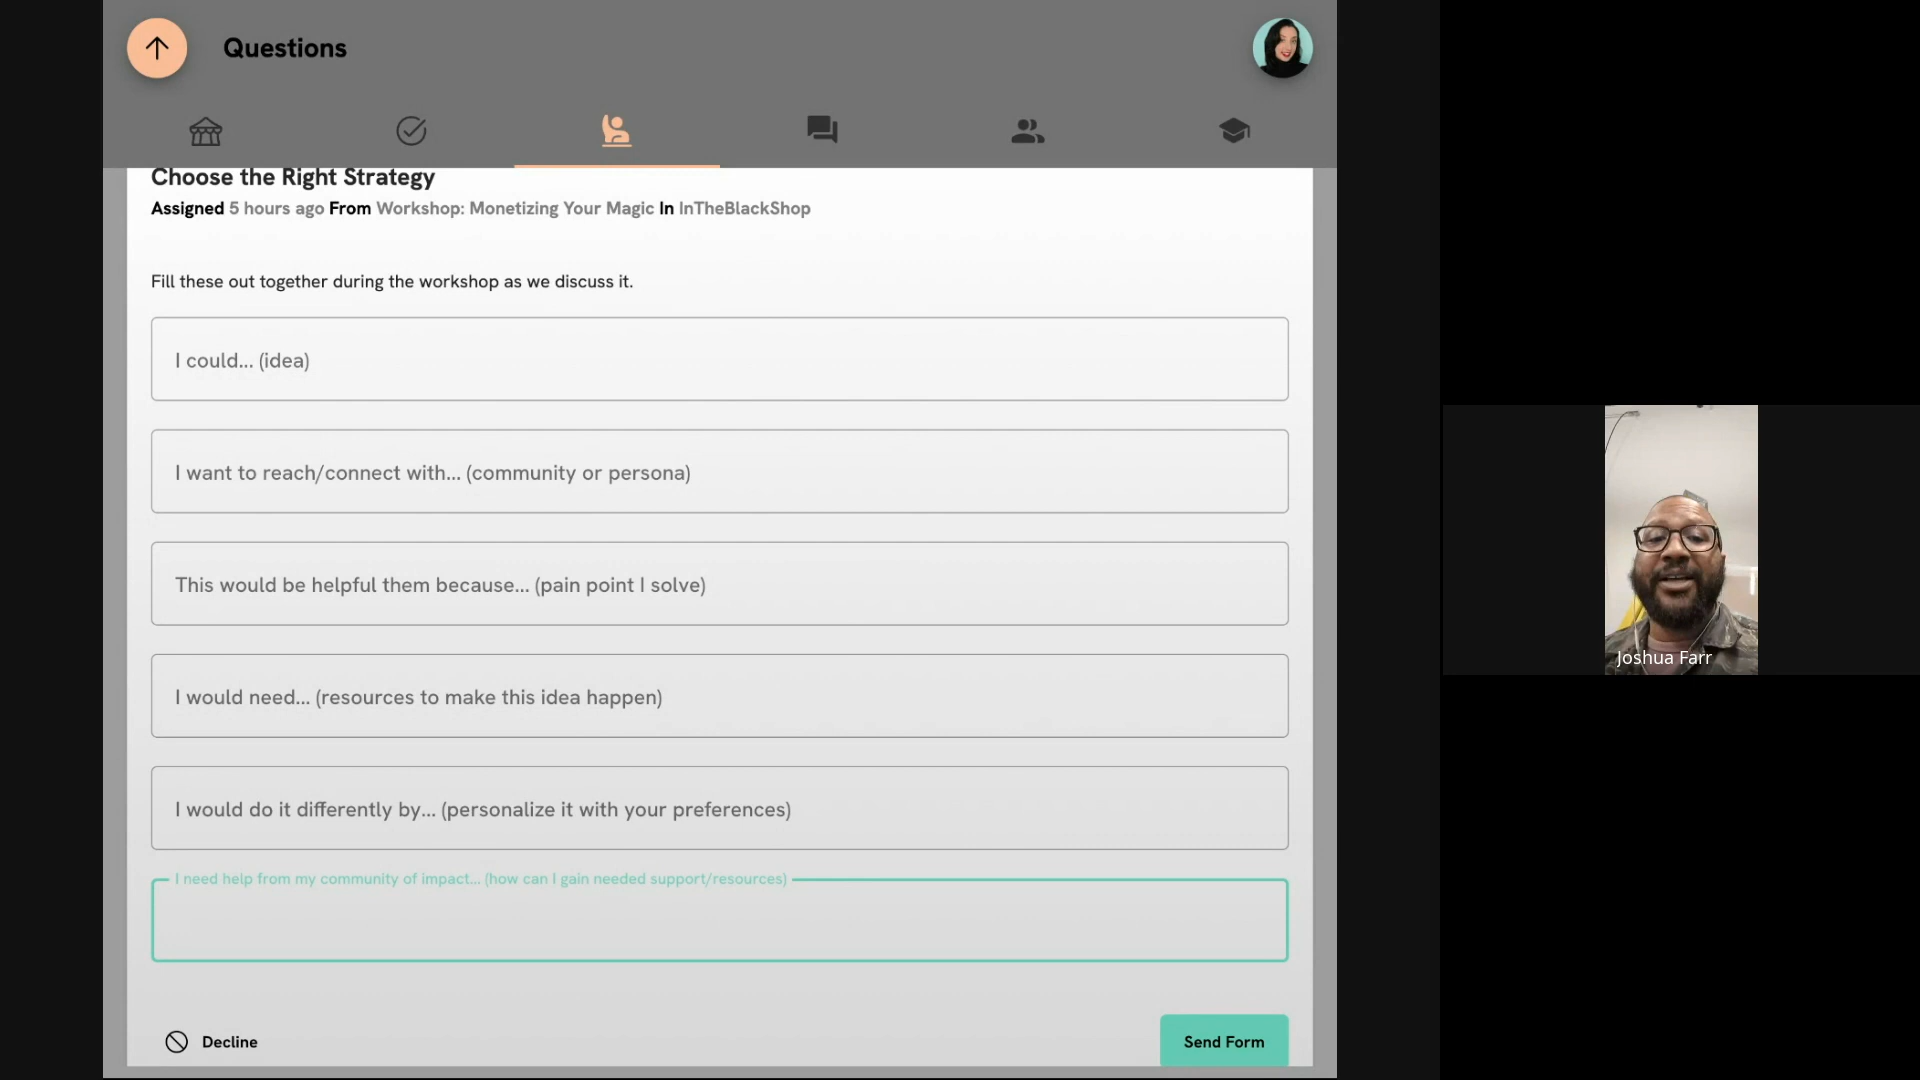 Questions
Choose the Right Strategy
Assigned 5 hours ago From Workshop: Monetizing Your Magic In InTheBlackShop
Fill these out together during the workshop as we discuss it.
I could... (idea)
I want to reach/connect with... (community or persona)
This would be helpful them because... (pain point I solve)
I would need... (resources to make this idea happen)
I would do it differently by... (personalize it with your preferences)
I need help from my community of impact... (how can I gain needed support/resources)
Decline
Send Form
Joshua Farr